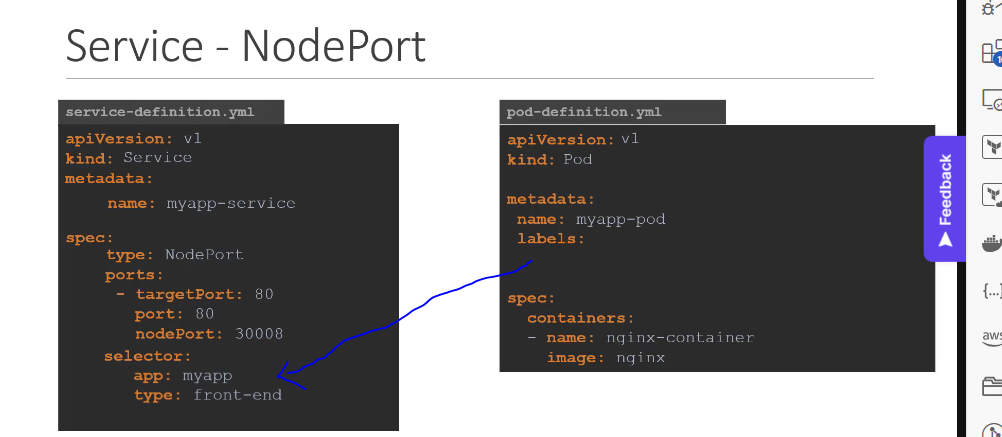 Service - NodePort
service-definition.yml
apiVersion: v1
kind: Service
metadata:
name: myapp-service
spec:
type: NodePort
ports:
- targetPort: 80
port: 80
nodePort: 30008
selector:
app: myapp
type: front-end
pod-definition.yml
apiVersion: v1
kind: Pod
metadata:
name: myapp-pod
labels:
spec:
containers:
- name: nginx-container
image: nginx
Feedback
{...}
aws